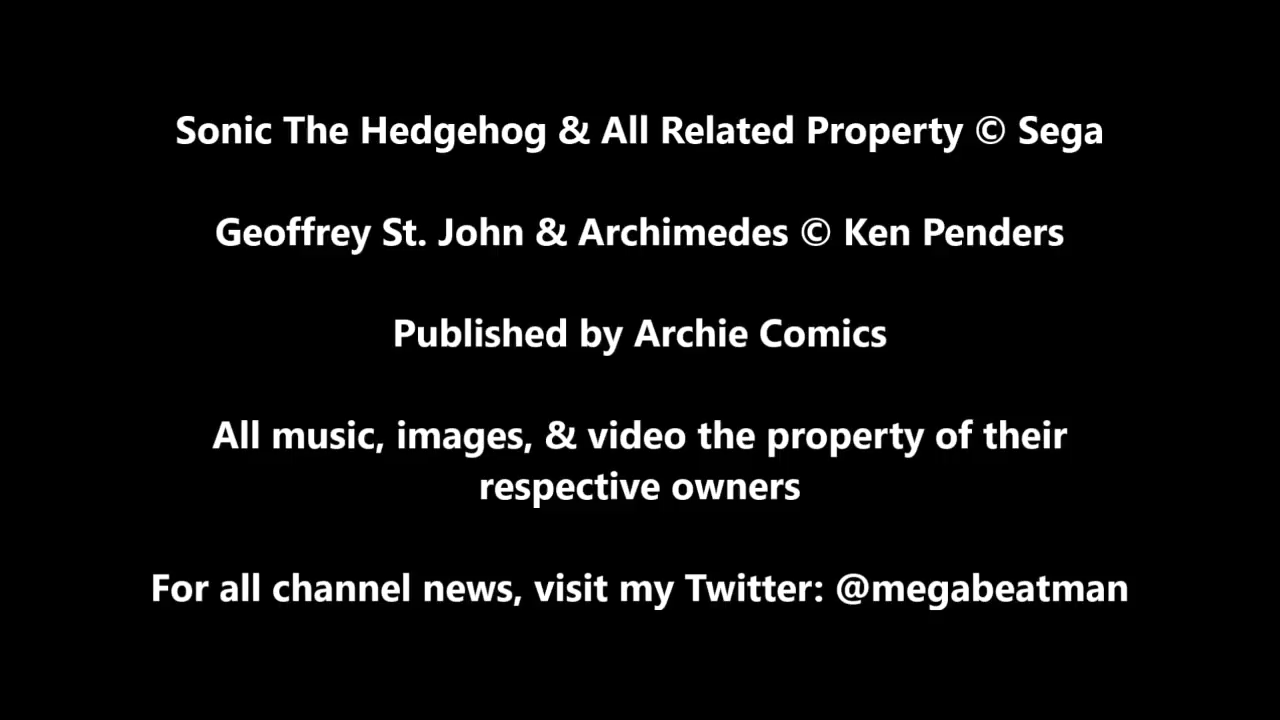 Sonic The Hedgehog & All Related Property © Sega
Geoffrey St. John & Archimedes © Ken Penders
Published by Archie Comics
All music, images, & video the property of their
respective owners
For all channel news, visit my Twitter: @megabeatman